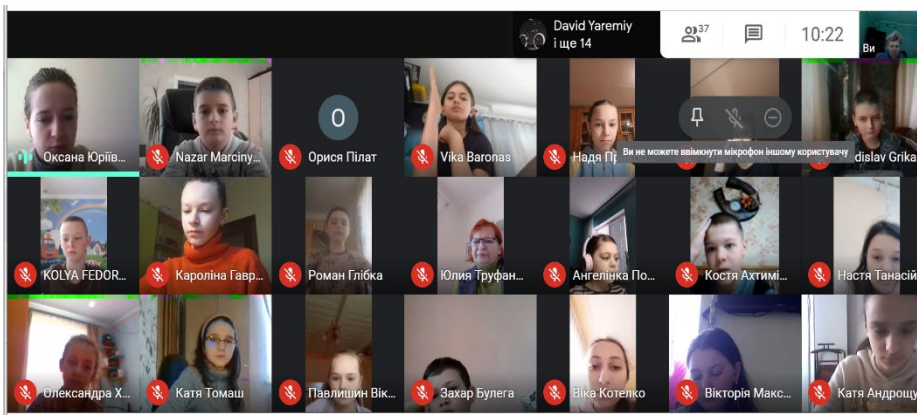 David Yaremiy
і ще 14
37
10:22
Ви
Оксана Юріїв...
Nazar Marciny...
О
Орися Пілат
Vika Baronas
Надя Пр
Ви не можете ввімкнути мікрофон іншому користувачу
dislav Grika
KOLYA FEDOR...
Кароліна Гавр...
Роман Глібка
Юлия Труфан...
Ангелінка По...
Костя Ахтимі...
Настя Танасій
Олександра Х...
Катя Томаш
Павлишин Вік...
Захар Булега
Віка Котелко
Вікторія Макс...
Катя Андрощу